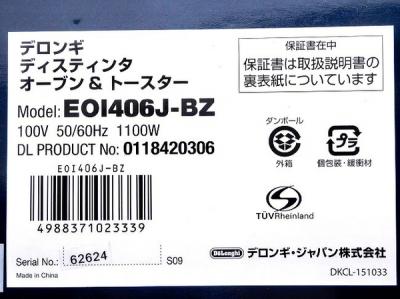 デロンギ
ディスティンタ
オーブン&トースター
Model: EOI406J-BZ
100V 50/60Hz 1100W
DL PRODUCT No: 0118420306
EOI406J-BZ
4988371023339
Serial No.: 62624 S09
Made in China
保証書在中
保証書は取扱説明書の
裏表紙についています
ダンボール
外箱
プラ
個包装・緩衝材
TÜVRheinland
DeLonghi デロンギ・ジャパン株式会社
DKCL-151033